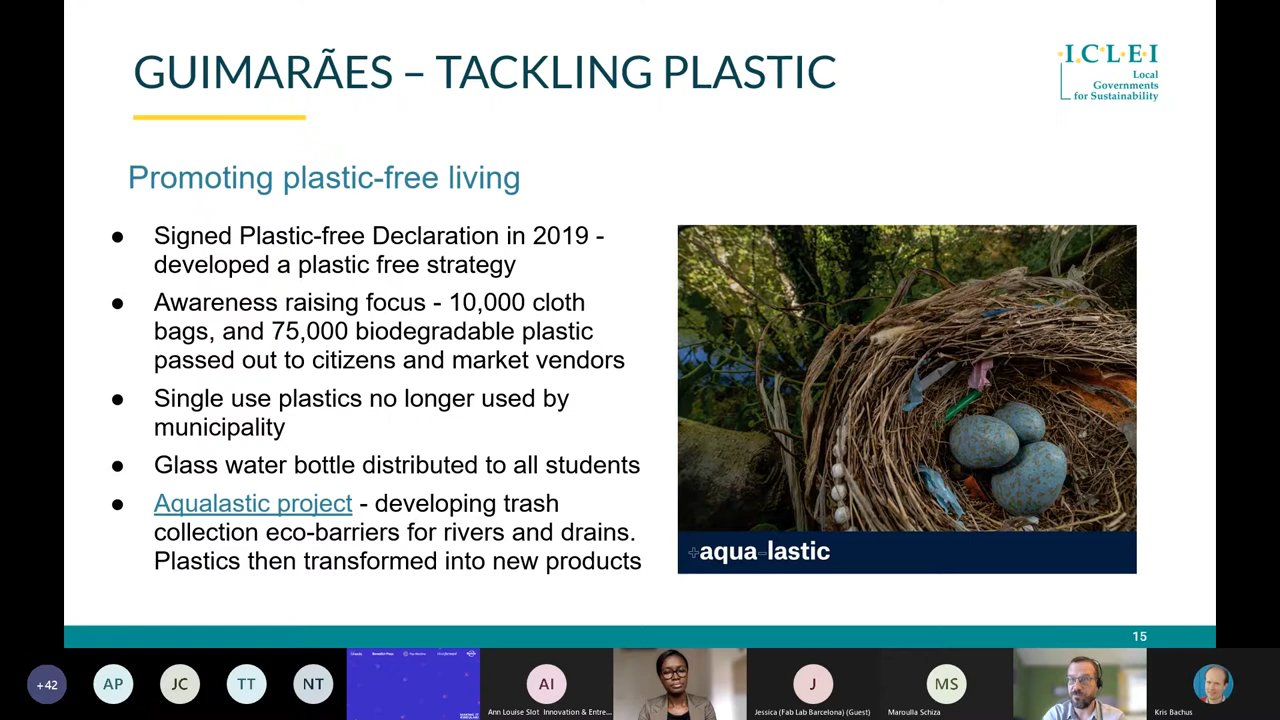 GUIMARÃES – TACKLING PLASTIC
I.C.L.E.I
Local
Governments
for Sustainability
Promoting plastic-free living
● Signed Plastic-free Declaration in 2019 -
developed a plastic free strategy
● Awareness raising focus - 10,000 cloth
bags, and 75,000 biodegradable plastic
passed out to citizens and market vendors
● Single use plastics no longer used by
municipality
● Glass water bottle distributed to all students
● Aqualastic project - developing trash
collection eco-barriers for rivers and drains.
Plastics then transformed into new products
+aqua-lastic
15
+42
AP
JC
TT
NT
AI
Ann Louise Slot Innovation & Entre...
J
Jessica (Fab Lab Barcelona) (Guest)
MS
Maroulla Schiza
Kris Bachus